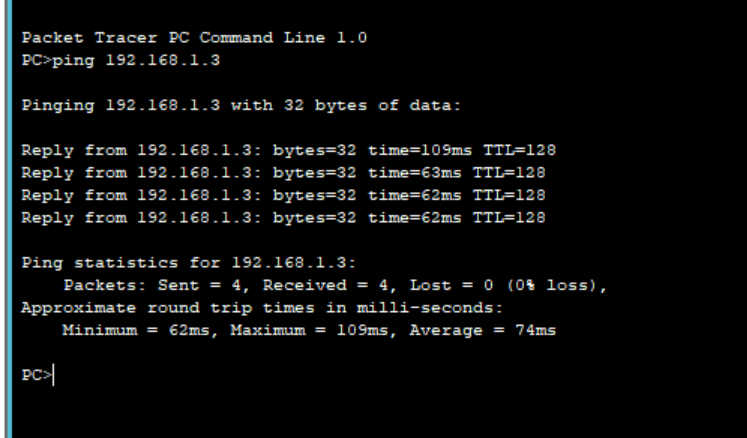 Packet Tracer PC Command Line 1.0
PC>ping 192.168.1.3
Pinging 192.168.1.3 with 32 bytes of data:
Reply from 192.168.1.3: bytes=32 time=109ms TTL=128
Reply from 192.168.1.3: bytes=32 time=63ms TTL=128
Reply from 192.168.1.3: bytes=32 time=62ms TTL=128
Reply from 192.168.1.3: bytes=32 time=62ms TTL=128
Ping statistics for 192.168.1.3:
    Packets: Sent = 4, Received = 4, Lost = 0 (0% loss),
Approximate round trip times in milli-seconds:
    Minimum = 62ms, Maximum = 109ms, Average = 74ms
PC>